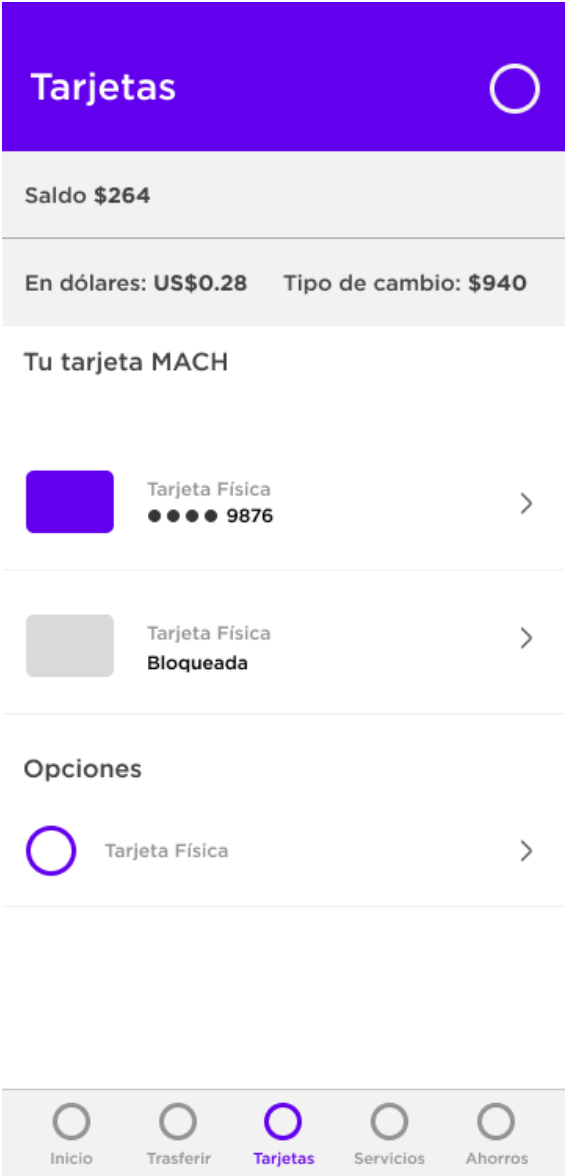 Tarjetas
Saldo $264
En dólares: US$0.28 Tipo de cambio: $940
Tu tarjeta MACH
Tarjeta Física
●●●● 9876
Tarjeta Física
Bloqueada
Opciones
Tarjeta Física
Inicio Trasferir Tarjetas Servicios Ahorros